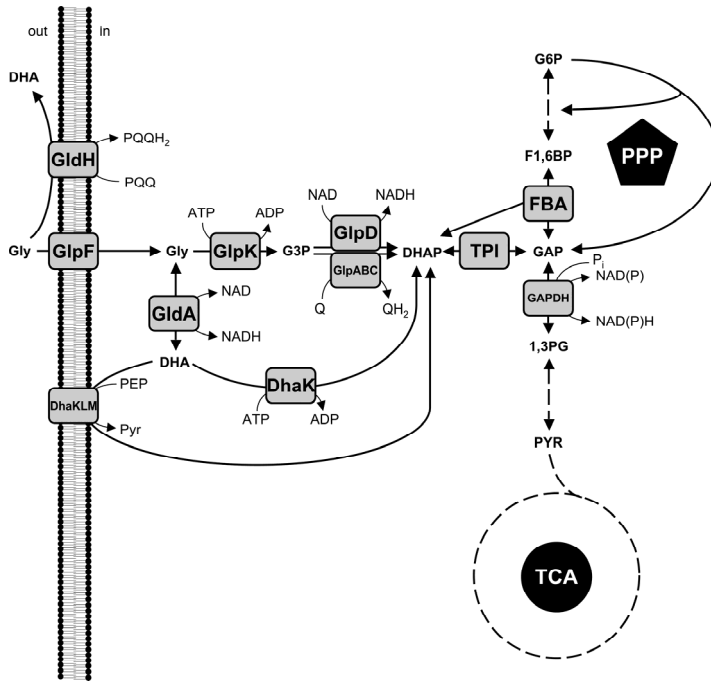 out
in
DHA
G6P
PQQH2
GldH
PQQ
F1,6BP
PPP
FBA
ATP
ADP
NAD
NADH
GlpD
Gly
GlpF
Gly
GlpK
G3P
DHAP
TPI
GAP
GlpABC
Q
QH2
Pi
NAD(P)
GAPDH
NAD(P)H
NAD
GldA
NADH
1,3PG
DHA
PEP
DhaK
DhaKLM
Pyr
ATP
ADP
PYR
TCA